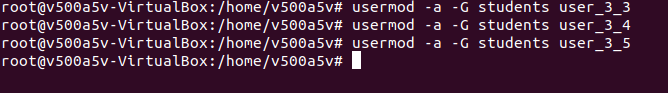 root@v500a5v-VirtualBox:/home/v500a5v# usermod -a -G students user_3_3
root@v500a5v-VirtualBox:/home/v500a5v# usermod -a -G students user_3_4
root@v500a5v-VirtualBox:/home/v500a5v# usermod -a -G students user_3_5
root@v500a5v-VirtualBox:/home/v500a5v#